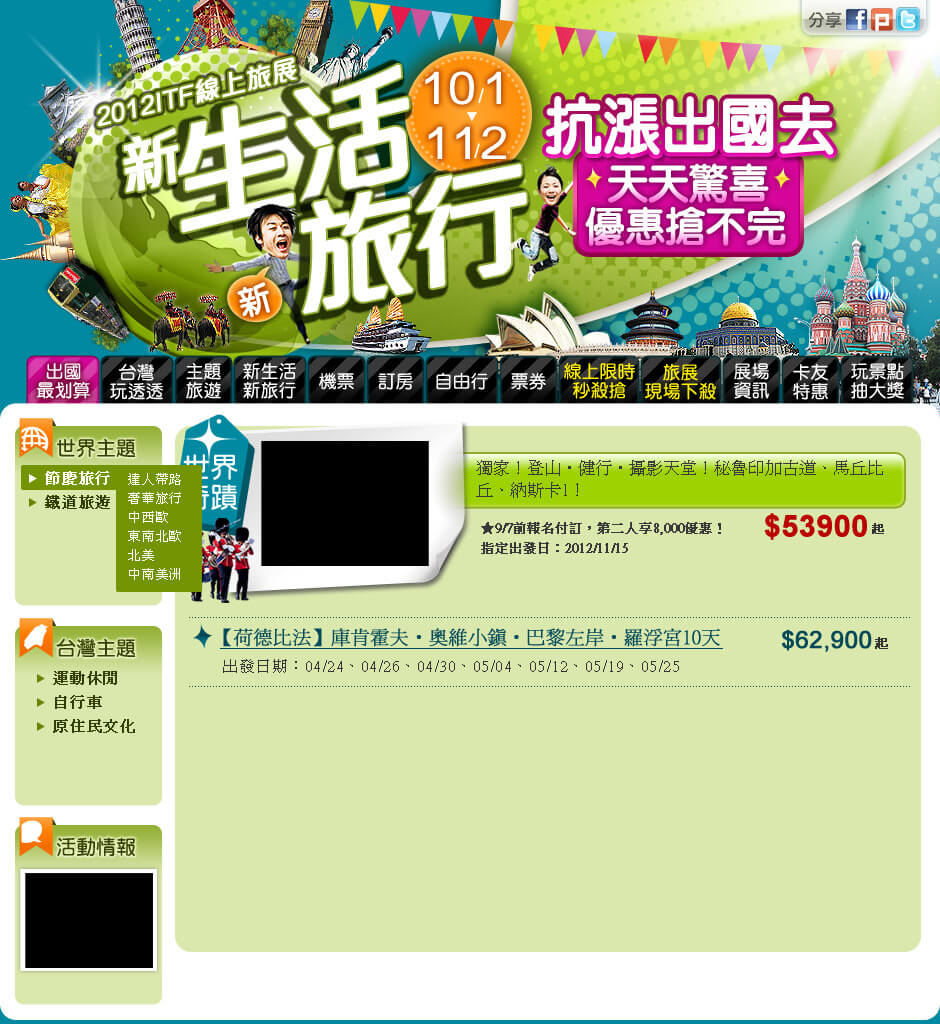 分享
2012ITF線上旅展
新生活
新旅行
10/1
11/2
抗漲出國去
天天驚喜
優惠搶不完
出國
最划算
台灣
玩透透
主題
旅遊
新生活
新旅行
機票
訂房
自由行
票券
線上限時
秒殺搶
旅展
現場下殺
展場
資訊
卡友
特惠
玩景點
抽大獎
世界主題
節慶旅行
鐵道旅遊
達人帶路
奢華旅行
中西歐
東南北歐
北美
中南美洲
世界
奇蹟
獨家！登山‧健行‧攝影天堂！秘魯印加古道、馬丘比
丘、納斯卡11
★9/7前報名付訂，第二人享8,000優惠！
指定出發日：2012/11/15
$53900起
【荷德比法】庫肯霍夫‧奧維小鎮‧巴黎左岸‧羅浮宮10天
$62,900起
出發日期：04/24、04/26、04/30、05/04、05/12、05/19、05/25
台灣主題
運動休閒
自行車
原住民文化
活動情報